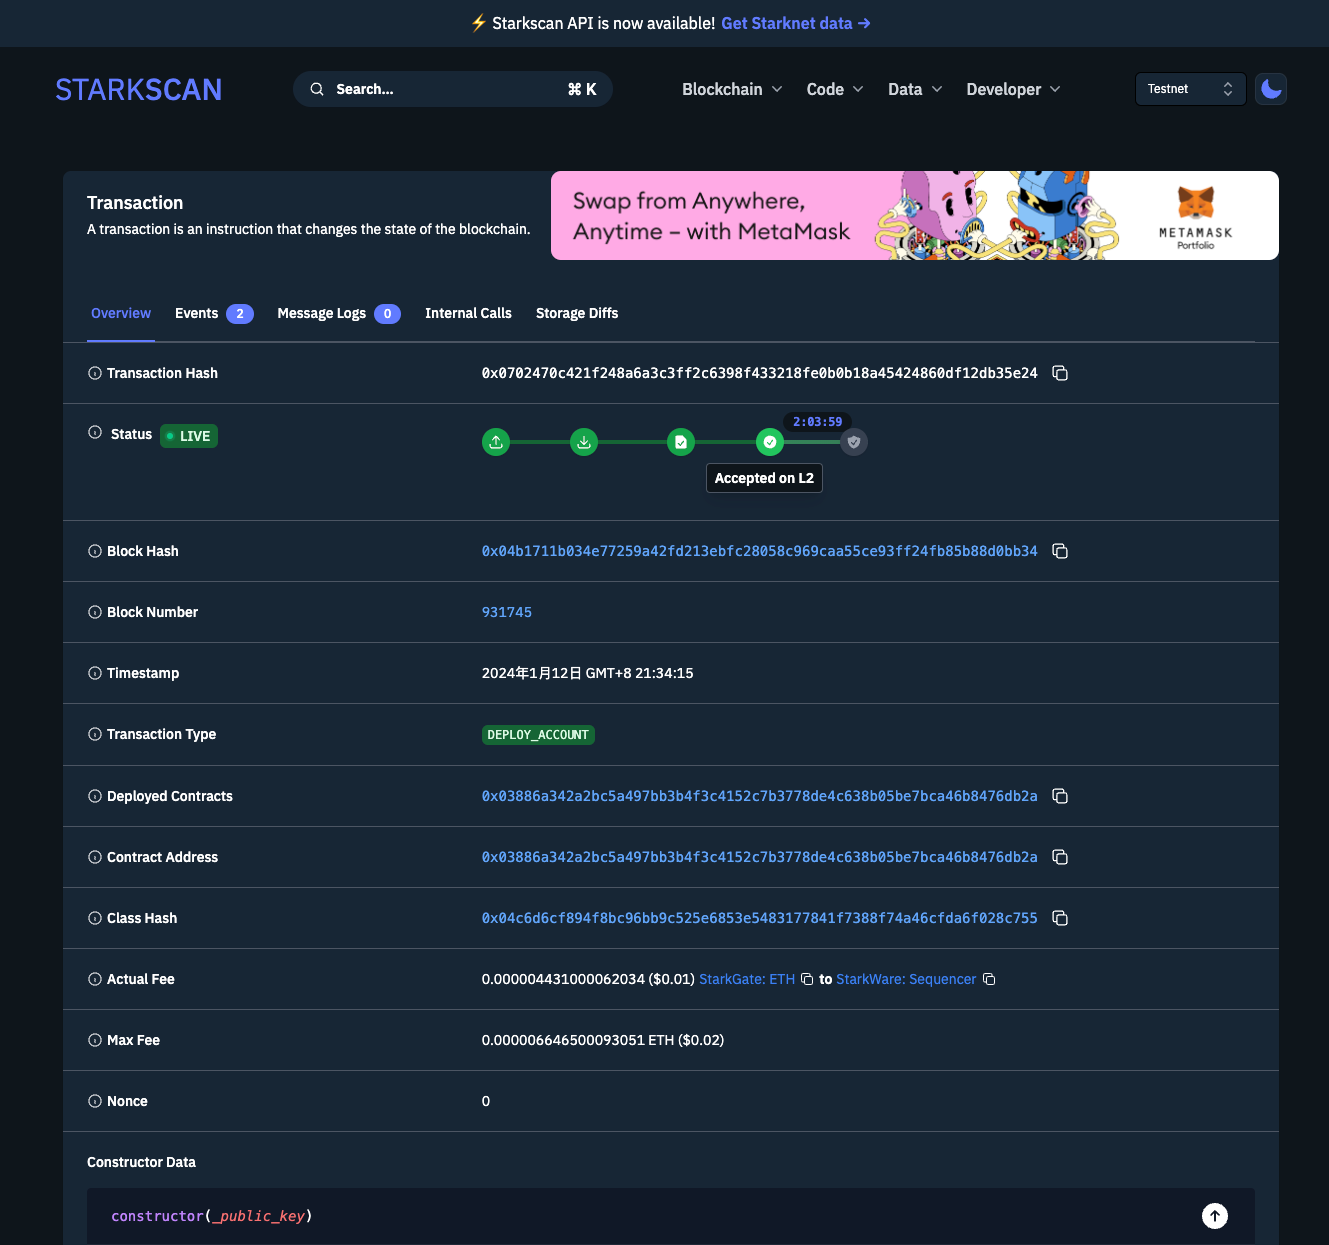 ⚡ Starkscan API is now available! Get Starknet data →
STARKSCAN
Search... ⌘ K
Blockchain Code Data Developer
Testnet
Transaction
A transaction is an instruction that changes the state of the blockchain.
Swap from Anywhere,
Anytime – with MetaMask
METAMASK
Portfolio
Overview Events 2 Message Logs 0 Internal Calls Storage Diffs
Transaction Hash 0x0702470c421f248a6a3c3ff2c6398f433218fe0b0b18a45424860df12db35e24
2:03:59
Status LIVE
Accepted on L2
Block Hash 0x04b1711b034e77259a42fd213ebfc28058c969caa55ce93ff24fb85b88d0bb34
Block Number 931745
Timestamp 2024年1月12日 GMT+8 21:34:15
Transaction Type DEPLOY_ACCOUNT
Deployed Contracts 0x03886a342a2bc5a497bb3b4f3c4152c7b3778de4c638b05be7bca46b8476db2a
Contract Address 0x03886a342a2bc5a497bb3b4f3c4152c7b3778de4c638b05be7bca46b8476db2a
Class Hash 0x04c6d6cf894f8bc96bb9c525e6853e5483177841f7388f74a46cfda6f028c755
Actual Fee 0.000004431000062034 ($0.01) StarkGate: ETH to StarkWare: Sequencer
Max Fee 0.000006646500093051 ETH ($0.02)
Nonce 0
Constructor Data
constructor(_public_key)